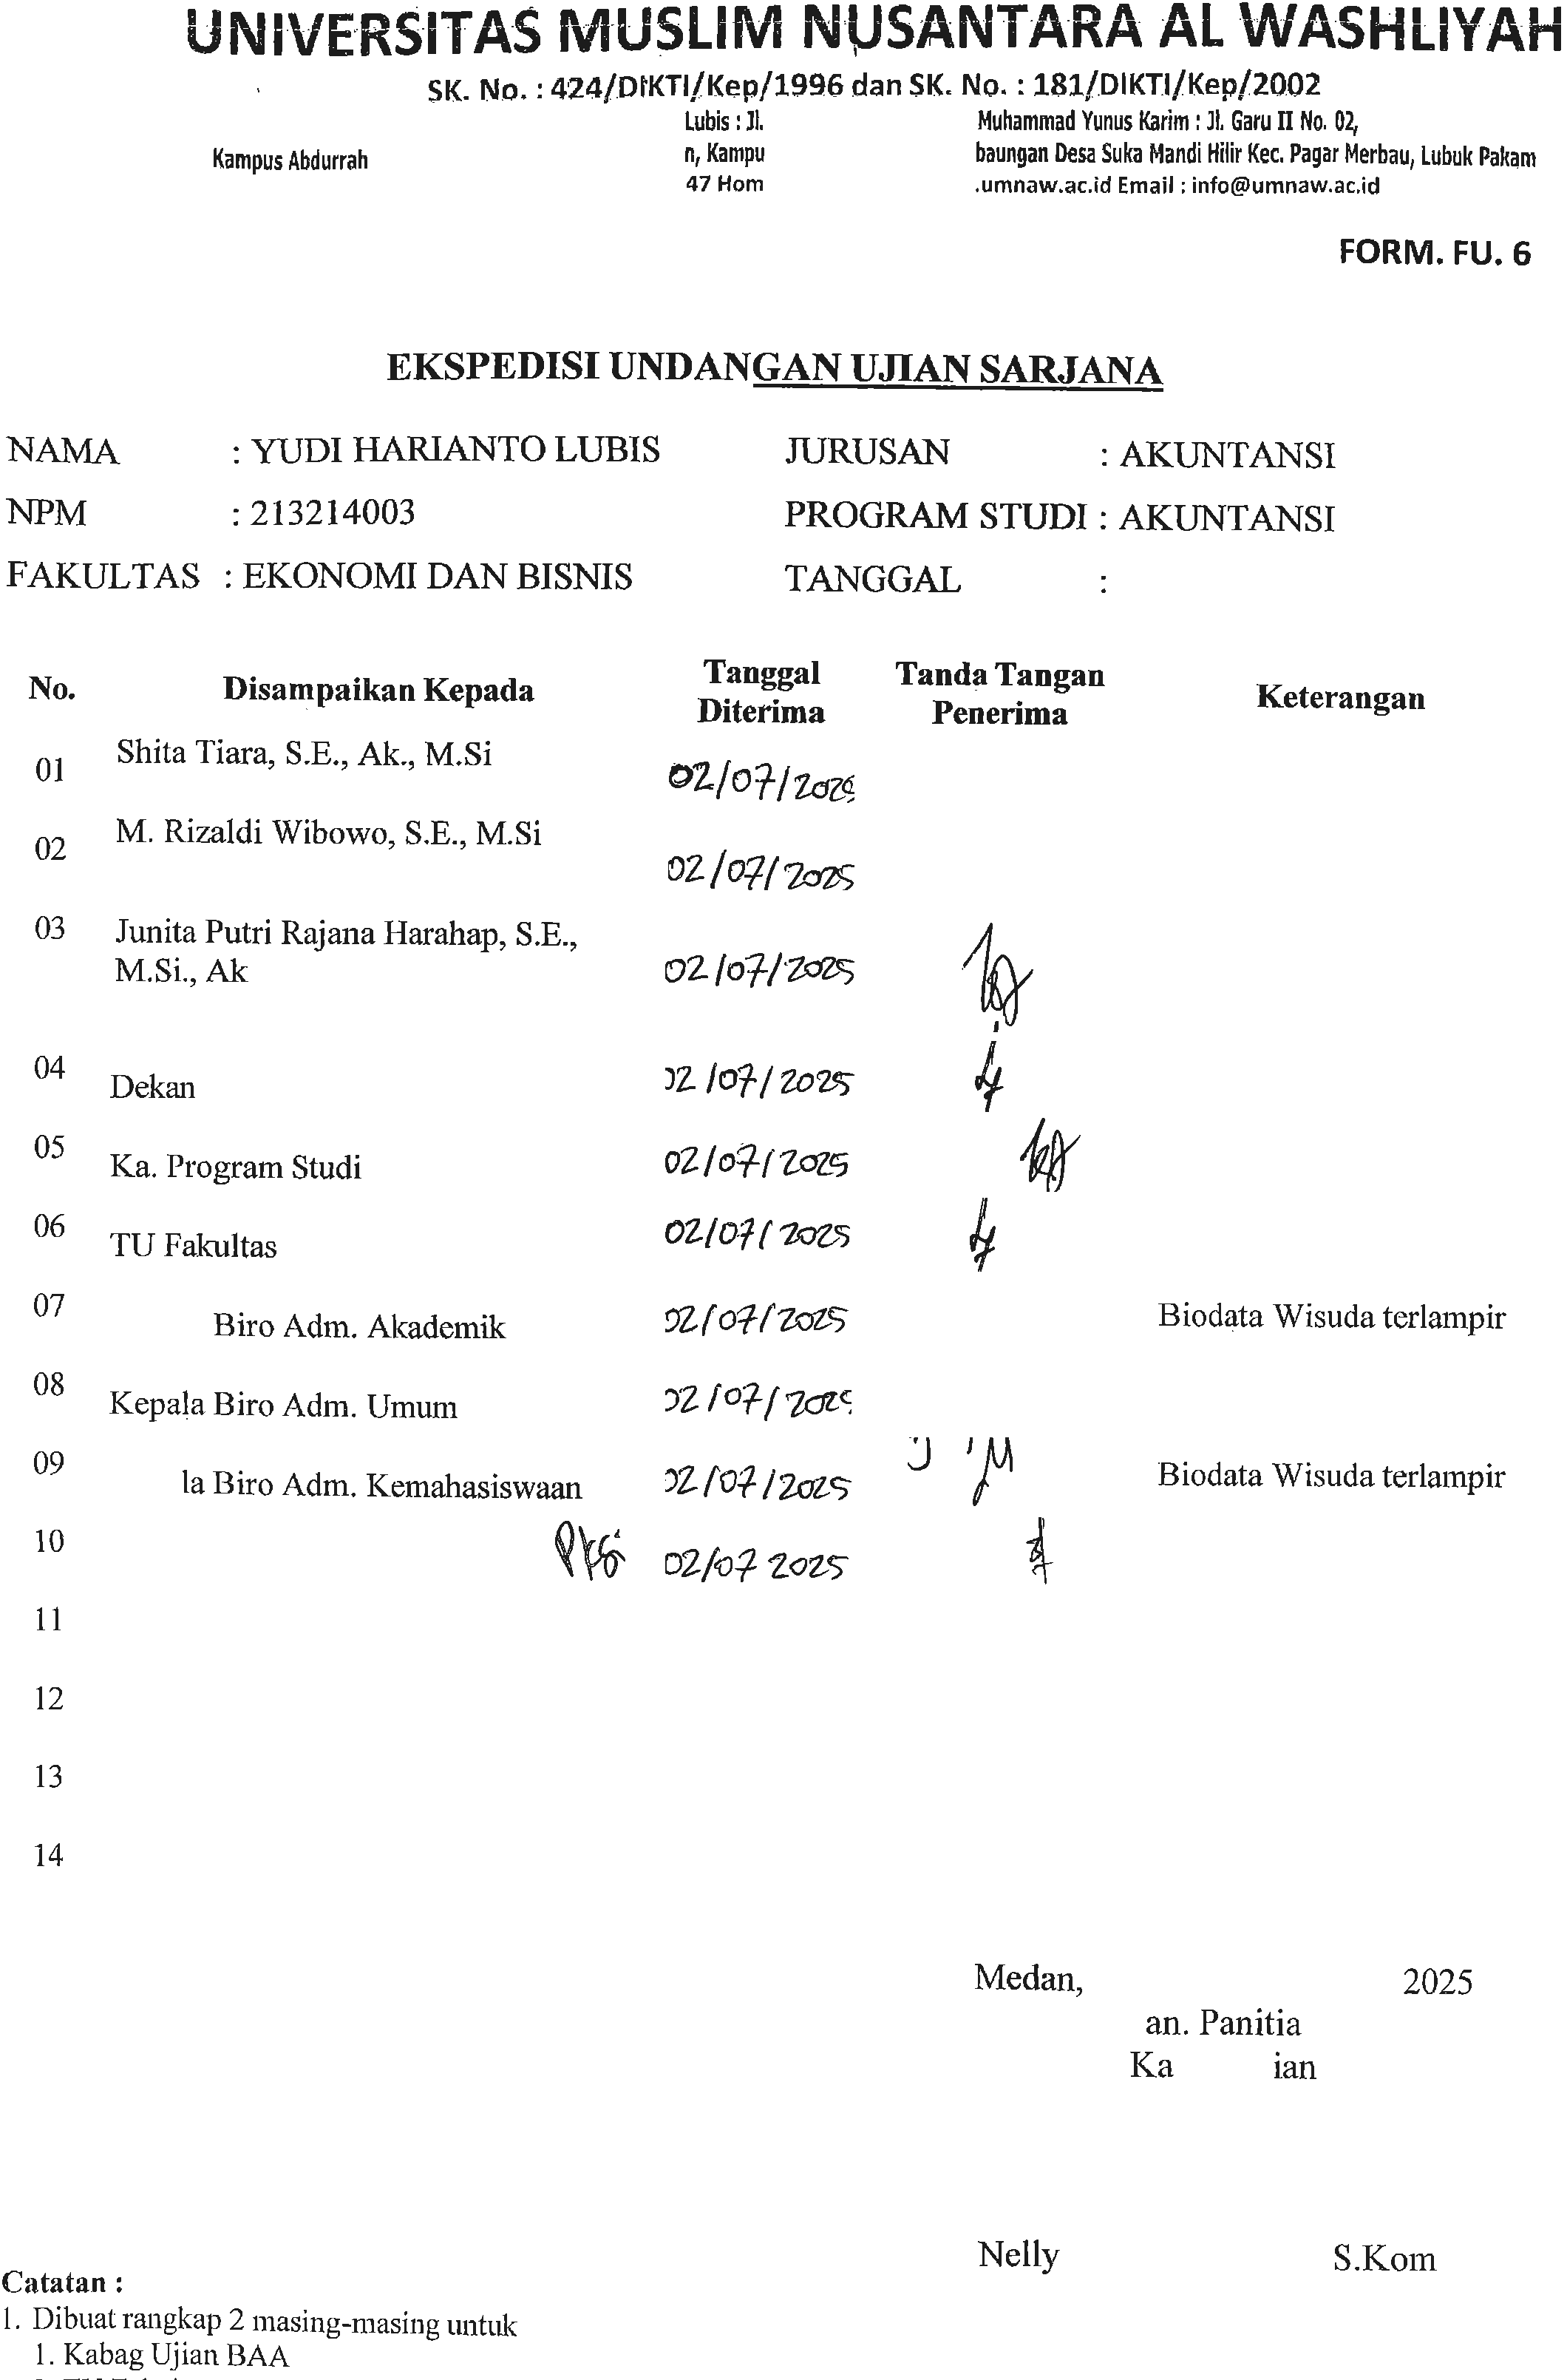 UNIVERSITAS MUSLIM NUSANTARA AL WASHLIYAH
SK. No. : 424/DIKTI/Kep/1996 dan SK. No. : 181/DIKTI/Kep/2002
Lubis : Jl. Muhammad Yunus Karim : Jl. Garu II No. 02,
Kampus Abdurrah n, Kampu baungan Desa Suka Mandi Hilir Kec. Pagar Merbau, Lubuk Pakam
47 Hom .umnaw.ac.id Email : info@umnaw.ac.id
FORM. FU. 6
EKSPEDISI UNDANGAN UJIAN SARJANA
NAMA : YUDI HARIANTO LUBIS JURUSAN : AKUNTANSI
NPM : 213214003 PROGRAM STUDI : AKUNTANSI
FAKULTAS : EKONOMI DAN BISNIS TANGGAL :
No. Disampaikan Kepada Tanggal Diterima Tanda Tangan Penerima Keterangan
01 Shita Tiara, S.E., Ak., M.Si 02/07/2025
02 M. Rizaldi Wibowo, S.E., M.Si 02/07/2025
03 Junita Putri Rajana Harahap, S.E.,
M.Si., Ak 02/07/2025
04 Dekan 02/07/2025
05 Ka. Program Studi 02/07/2025
06 TU Fakultas 02/07/2025
07 Biro Adm. Akademik 02/07/2025 Biodata Wisuda terlampir
08 Kepala Biro Adm. Umum 02/07/2025
09 la Biro Adm. Kemahasiswaan 02/07/2025 Biodata Wisuda terlampir
10 02/07 2025
11
12
13
14
Medan, 2025
an. Panitia
Ka ian
Nelly S.Kom
Catatan :
1. Dibuat rangkap 2 masing-masing untuk
1. Kabag Ujian BAA